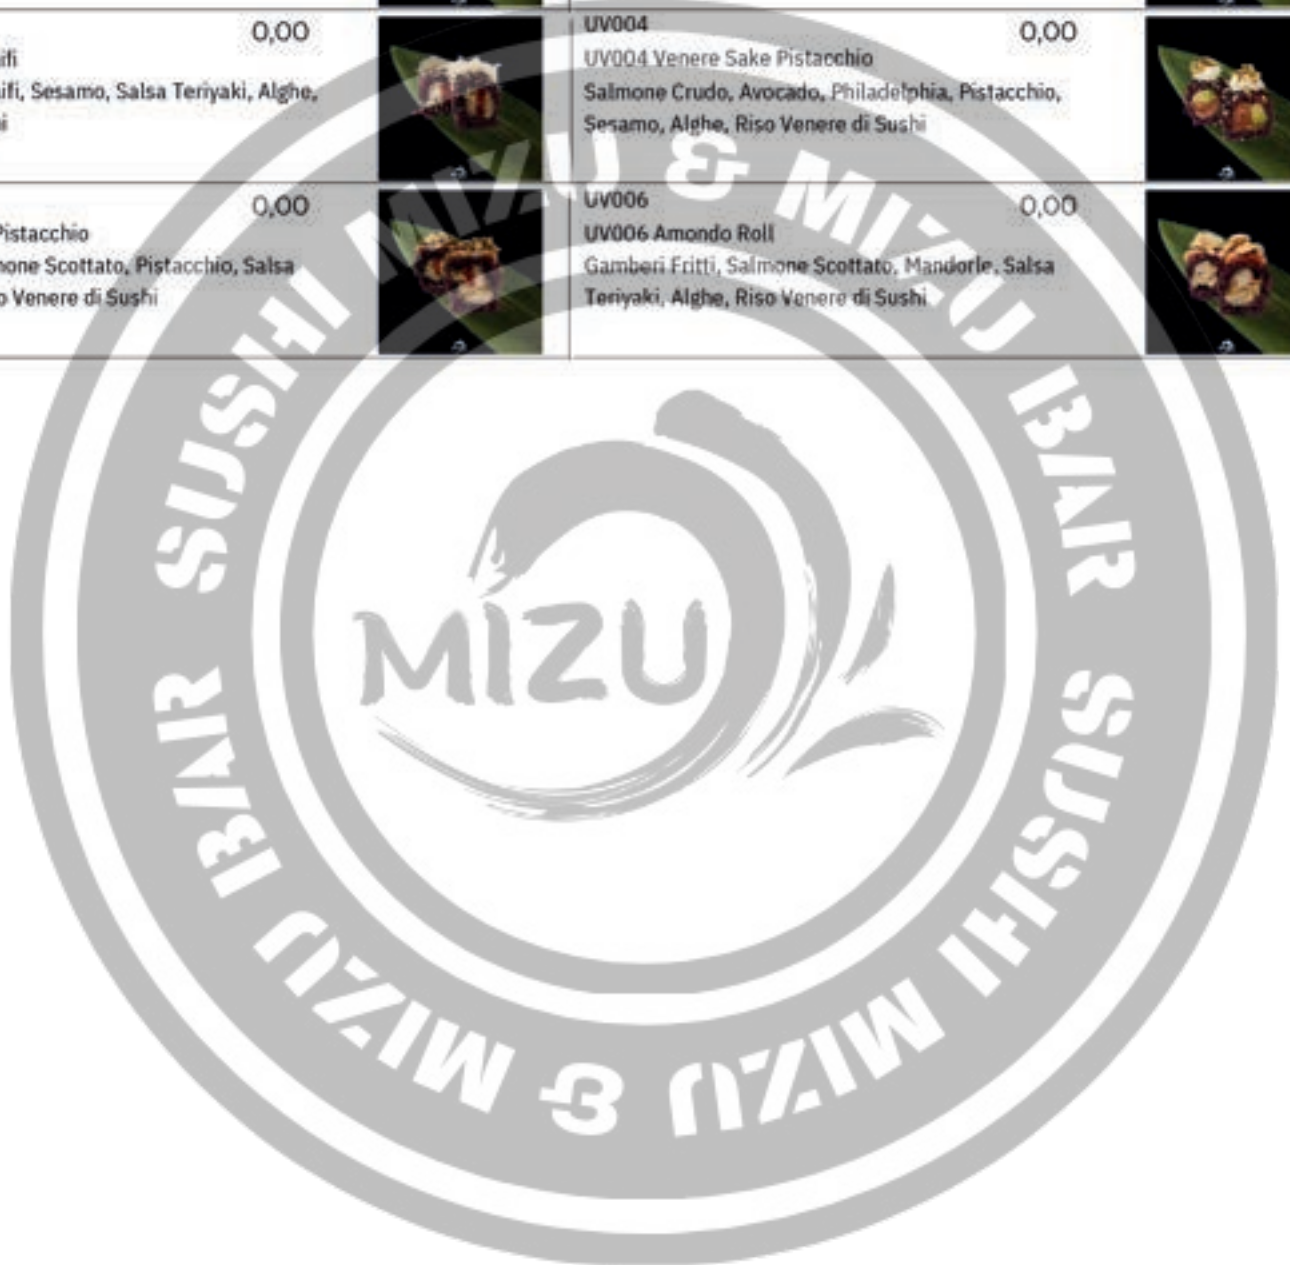 0,00
ifi
ifi, Sesamo, Salsa Teriyaki, Alghe,
i
UV004
0,00
UV004 Venere Sake Pistacchio
Salmone Crudo, Avocado, Philadelphia, Pistacchio,
Sesamo, Alghe, Riso Venere di Sushi
0,00
Pistacchio
none Scottato, Pistacchio, Salsa
o Venere di Sushi
UV006
0,00
UV006 Amondo Roll
Gamberi Fritti, Salmone Scottato, Mandorle, Salsa
Teriyaki, Alghe, Riso Venere di Sushi
SUSHI MIZU & MIZU BAR
MIZU
SUSHI MIZU & MIZU BAR